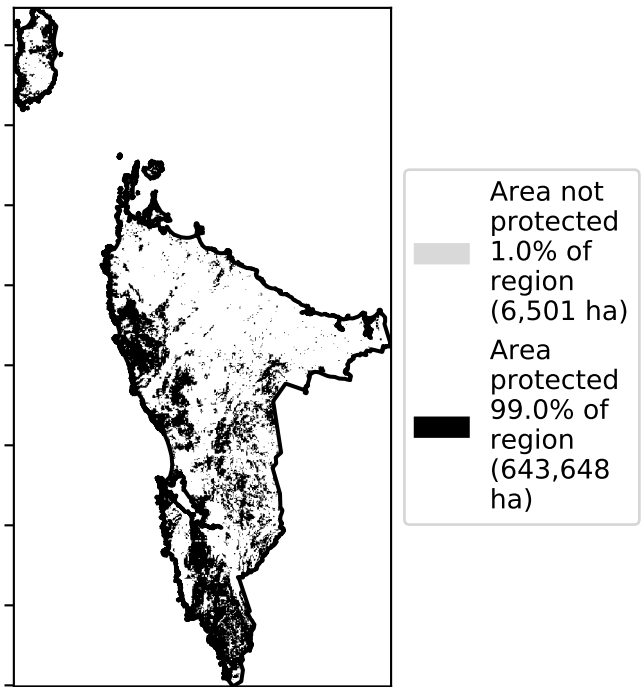 Area not
protected
1.0% of
region
(6,501 ha)
Area
protected
99.0% of
region
(643,648
ha)